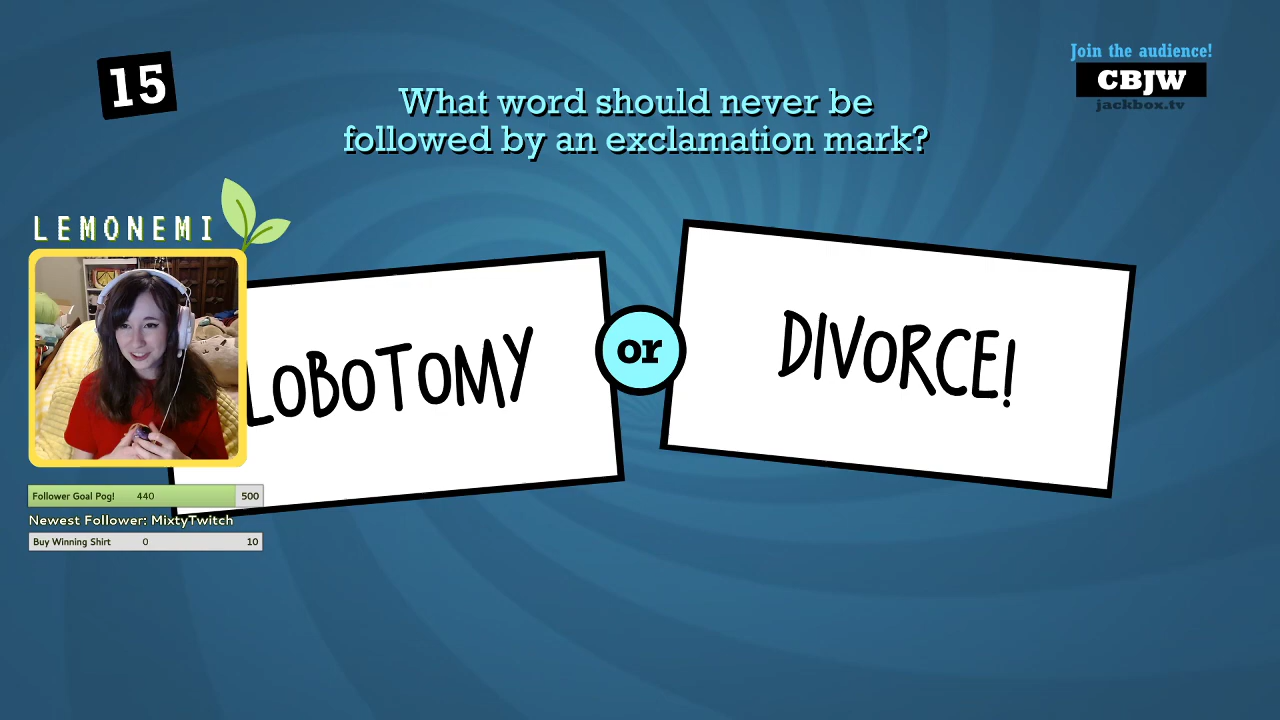 15
Join the audience!
CBJW
jackbox.tv
What word should never be
followed by an exclamation mark?
LEMONEMI
LOBOTOMY
or
DIVORCE!
Follower Goal Pog! 440 500
Newest Follower: MixtyTwitch
Buy Winning Shirt 0 10